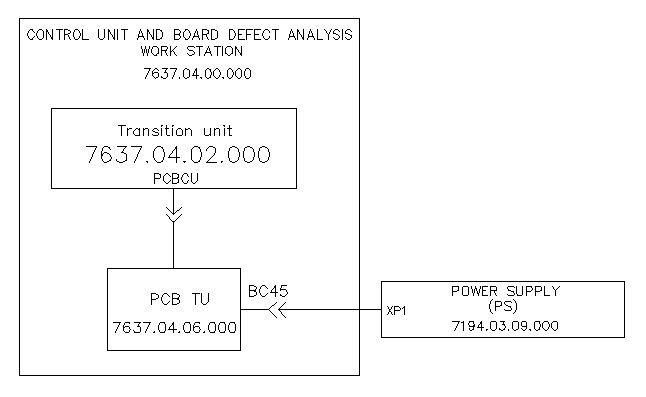 CONTROL UNIT AND BOARD DEFECT ANALYSIS
WORK STATION
7637.04.00.000
Transition unit
7637.04.02.000
PCBCU
PCB TU
7637.04.06.000
BC45
XP1
POWER SUPPLY
(PS)
7194.03.09.000